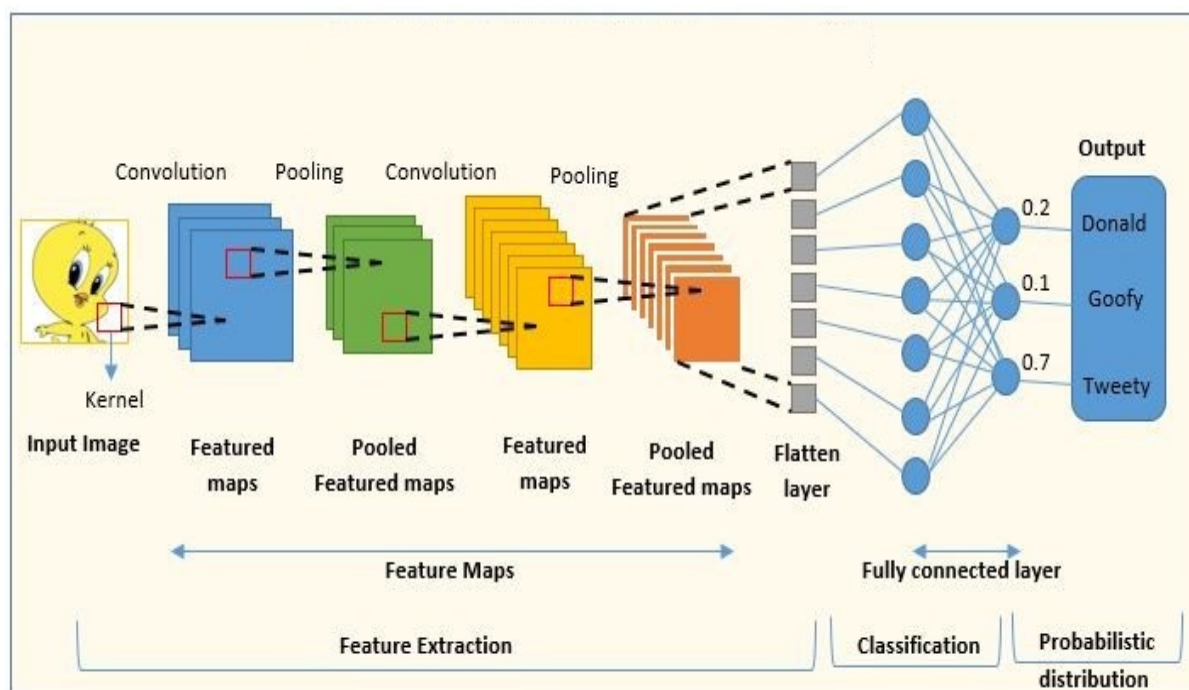 Convolution
Pooling
Convolution
Pooling
Output
0.2
Donald
0.1
Goofy
0.7
Tweety
Kernel
Input Image
Featured
maps
Pooled
Featured maps
Featured
maps
Pooled
Featured maps
Flatten
layer
Feature Maps
Fully connected layer
Feature Extraction
Classification
Probabilistic
distribution